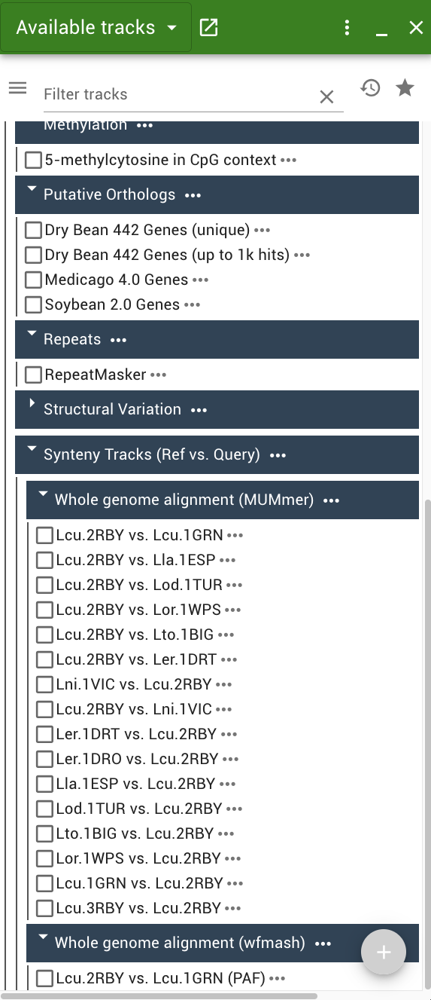 Available tracks
Filter tracks
Methylation
5-methylcytosine in CpG context
Putative Orthologs
Dry Bean 442 Genes (unique)
Dry Bean 442 Genes (up to 1k hits)
Medicago 4.0 Genes
Soybean 2.0 Genes
Repeats
RepeatMasker
Structural Variation
Synteny Tracks (Ref vs. Query)
Whole genome alignment (MUMmer)
Lcu.2RBY vs. Lcu.1GRN
Lcu.2RBY vs. Lla.1ESP
Lcu.2RBY vs. Lod.1TUR
Lcu.2RBY vs. Lor.1WPS
Lcu.2RBY vs. Lto.1BIG
Lcu.2RBY vs. Ler.1DRT
Lni.1VIC vs. Lcu.2RBY
Lcu.2RBY vs. Lni.1VIC
Ler.1DRT vs. Lcu.2RBY
Ler.1DRO vs. Lcu.2RBY
Lla.1ESP vs. Lcu.2RBY
Lod.1TUR vs. Lcu.2RBY
Lto.1BIG vs. Lcu.2RBY
Lor.1WPS vs. Lcu.2RBY
Lcu.1GRN vs. Lcu.2RBY
Lcu.3RBY vs. Lcu.2RBY
Whole genome alignment (wfmash)
Lcu.2RBY vs. Lcu.1GRN (PAF)